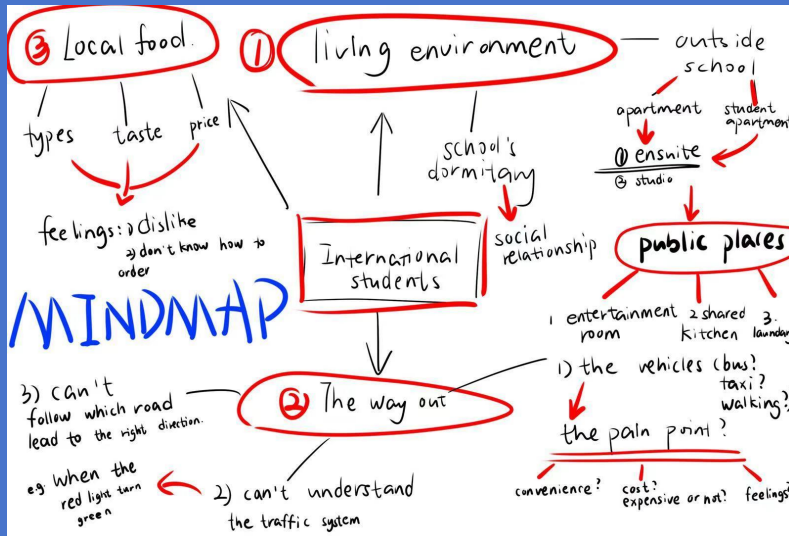 ③ Local food.
types taste price
feelings: 1) dislike
2) don't know how to
order
① living environment
outside
school
apartment
student
apartment
① ensuite
② studio
school's
dormitary
social
relationship
public plares
1 entertainment
room
2 shared
kitchen
3.
laundary
International
students
MINDMAP
② The way out
1) the vehicles (bus?
taxi?
walking?)
the pain point?
convenience?
cost?
expensive or not?
feelings?
2) can't understand
the traffic system
e.g. when the
red light turn
green
3) can't
follow which road
lead to the right direction.